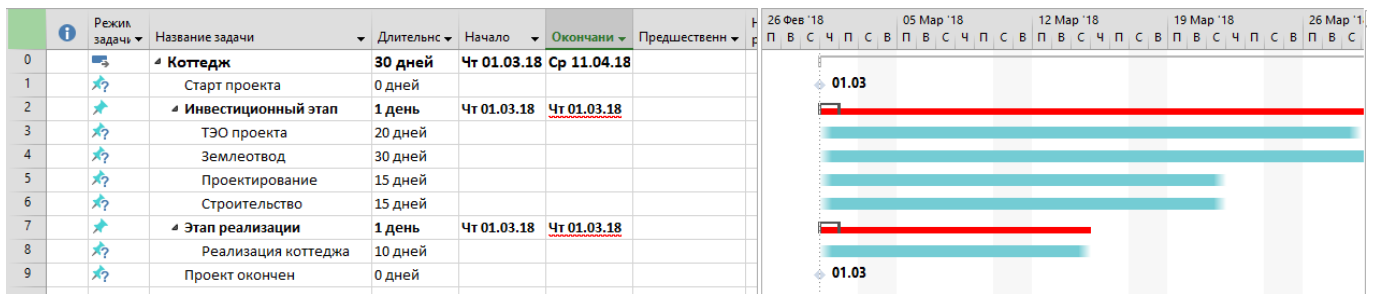 Режим задачи Название задачи Длительнс Начало Окончани Предшественн
26 Фев '18 05 Мар '18 12 Мар '18 19 Мар '18 26 Мар '1
П В С Ч П С В П В С Ч П С В П В С Ч П С В П В С Ч П С В П В С
0 Коттедж 30 дней Чт 01.03.18 Ср 11.04.18
1 Старт проекта 0 дней 01.03
2 Инвестиционный этап 1 день Чт 01.03.18 Чт 01.03.18
3 ТЭО проекта 20 дней
4 Землеотвод 30 дней
5 Проектирование 15 дней
6 Строительство 15 дней
7 Этап реализации 1 день Чт 01.03.18 Чт 01.03.18
8 Реализация коттеджа 10 дней
9 Проект окончен 0 дней 01.03